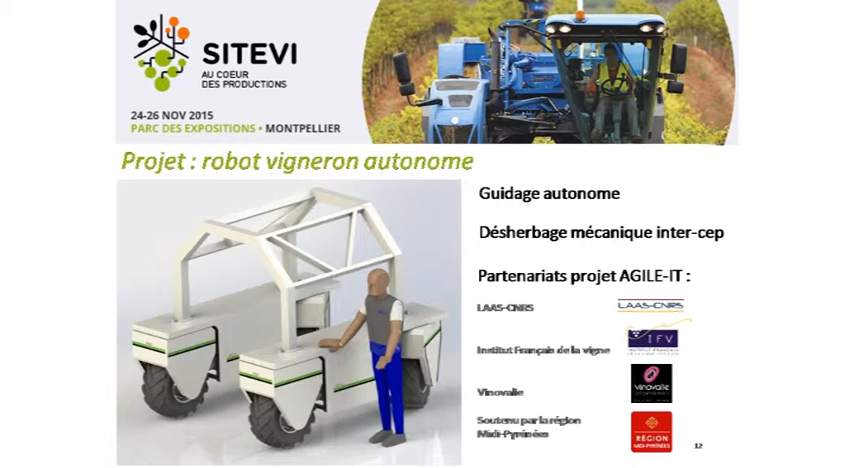 SITEVI
AU COEUR
DES PRODUCTIONS
24-26 NOV 2015
PARC DES EXPOSITIONS • MONTPELLIER
Projet : robot vigneron autonome
Guidage autonome
Désherbage mécanique inter-cep
Partenariats projet AGILE-IT :
LAAS-CNRS
LAAS-CNRS
Institut Français de la vigne
IFV
Vinovalie
vinovalie
Soutenu par la région
Midi-Pyrénées
RÉGION
MIDI-PYRÉNÉES
12